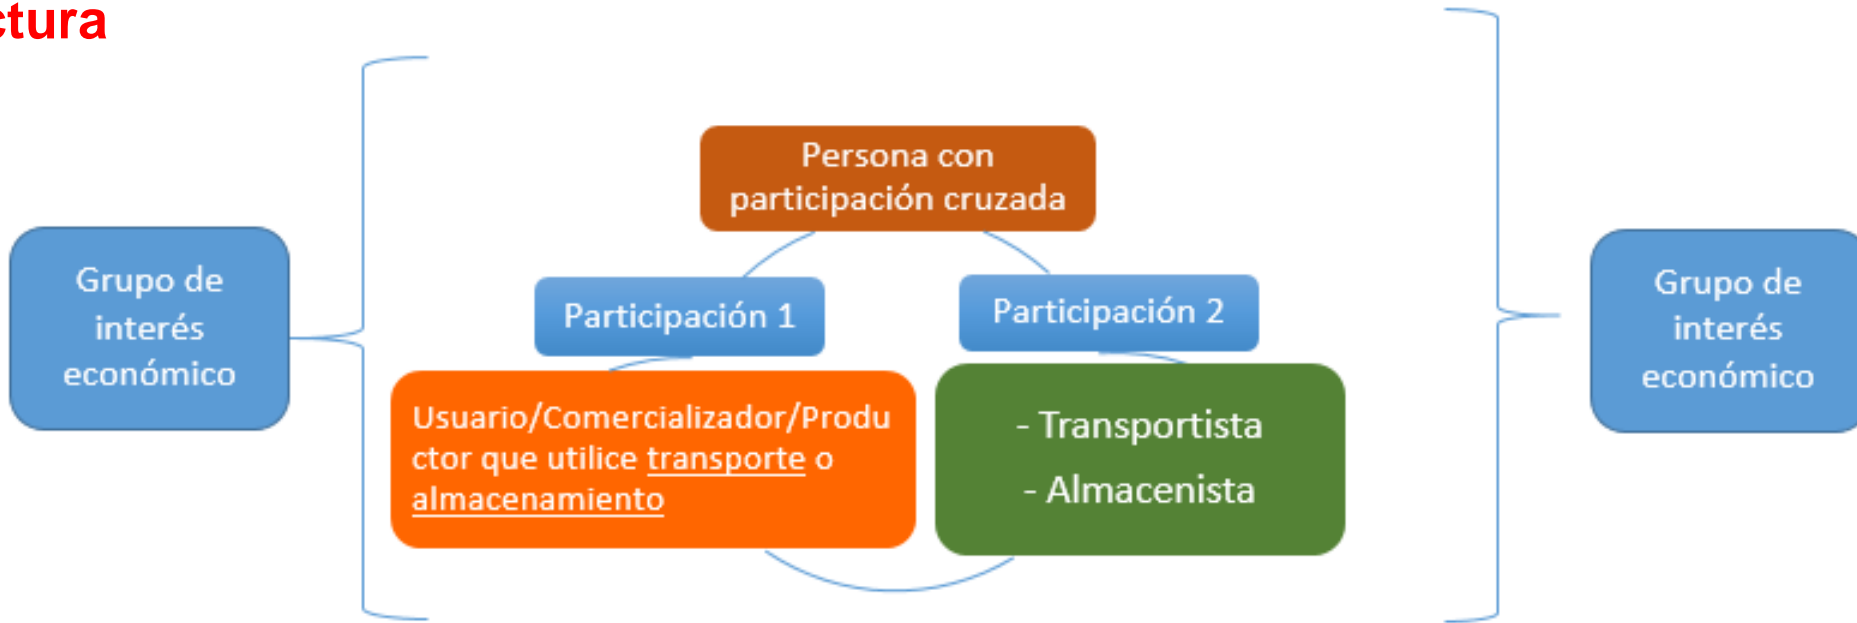 ctura
Grupo de
interés
económico
Persona con
participación cruzada
Participación 1
Participación 2
Usuario/Comercializador/Produ
ctor que utilice transporte o
almacenamiento
- Transportista
- Almacenista
Grupo de
interés
económico